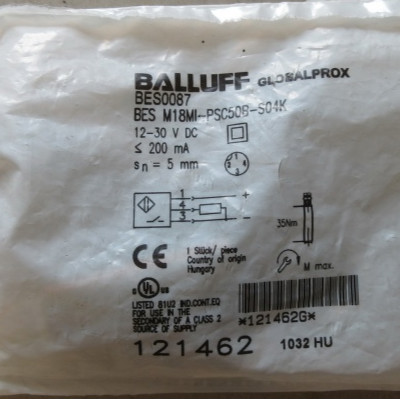 BALLUFF GLOBALPROX
BES0087
BES M18MI-PSC50B-S04K
12-30 V DC
≤ 200 mA
sn = 5 mm
1 +
4
3 -
35Nm
M max.
CE
1 Stück/ piece
Country of origin
Hungary
UL US
LISTED 81U2 IND.CONT.EQ
FOR USE IN THE
SECONDARY OF A CLASS 2
SOURCE OF SUPPLY
*121462G*
121462 1032 HU